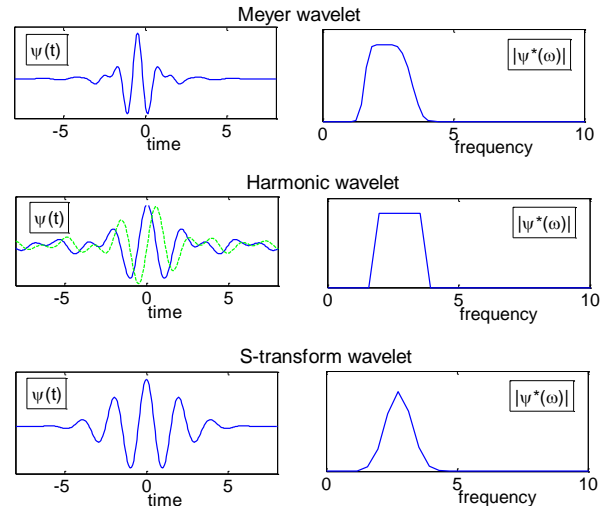 Meyer wavelet
ψ(t)
|ψ*(ω)|
-5 0 5
time
0 5 10
frequency
Harmonic wavelet
ψ(t)
|ψ*(ω)|
-5 0 5
time
0 5 10
frequency
S-transform wavelet
ψ(t)
|ψ*(ω)|
-5 0 5
time
0 5 10
frequency